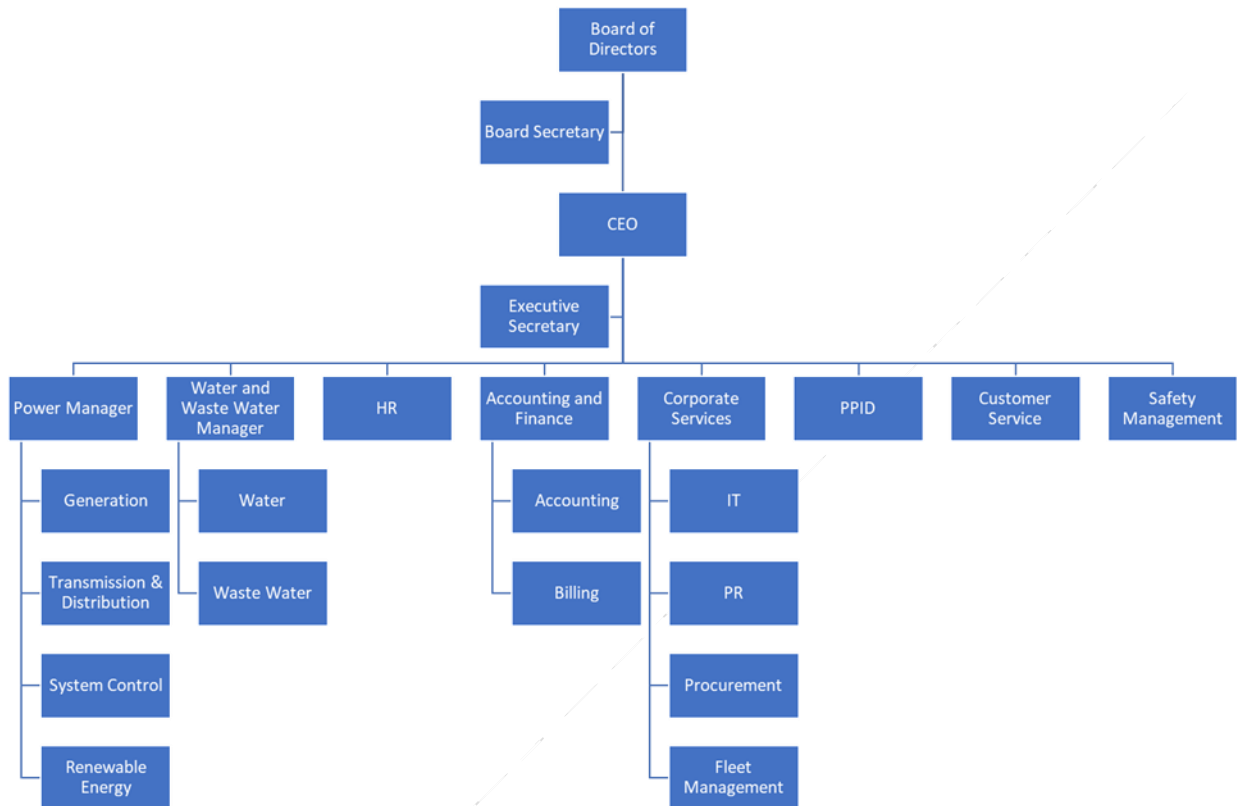 Board of
Directors
Board Secretary
CEO
Executive
Secretary
Power Manager
Water and
Waste Water
Manager
HR
Accounting and
Finance
Corporate
Services
PPID
Customer
Service
Safety
Management
Generation
Water
Accounting
IT
Transmission &
Distribution
Waste Water
Billing
PR
System Control
Procurement
Renewable
Energy
Fleet
Management